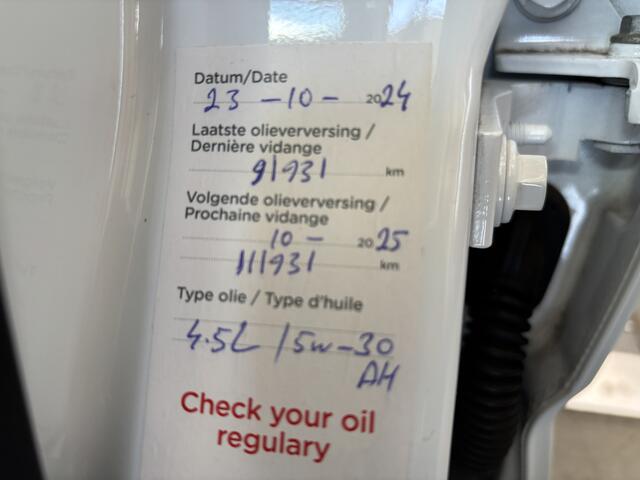 Datum/Date
23 - 10 - 2024
Laatste olieverversing /
Dernière vidange
91931 km
Volgende olieverversing /
Prochaine vidange
10 - 2025
111931 km
Type olie / Type d'huile
4.5L / 5w-30
AH
Check your oil
regulary